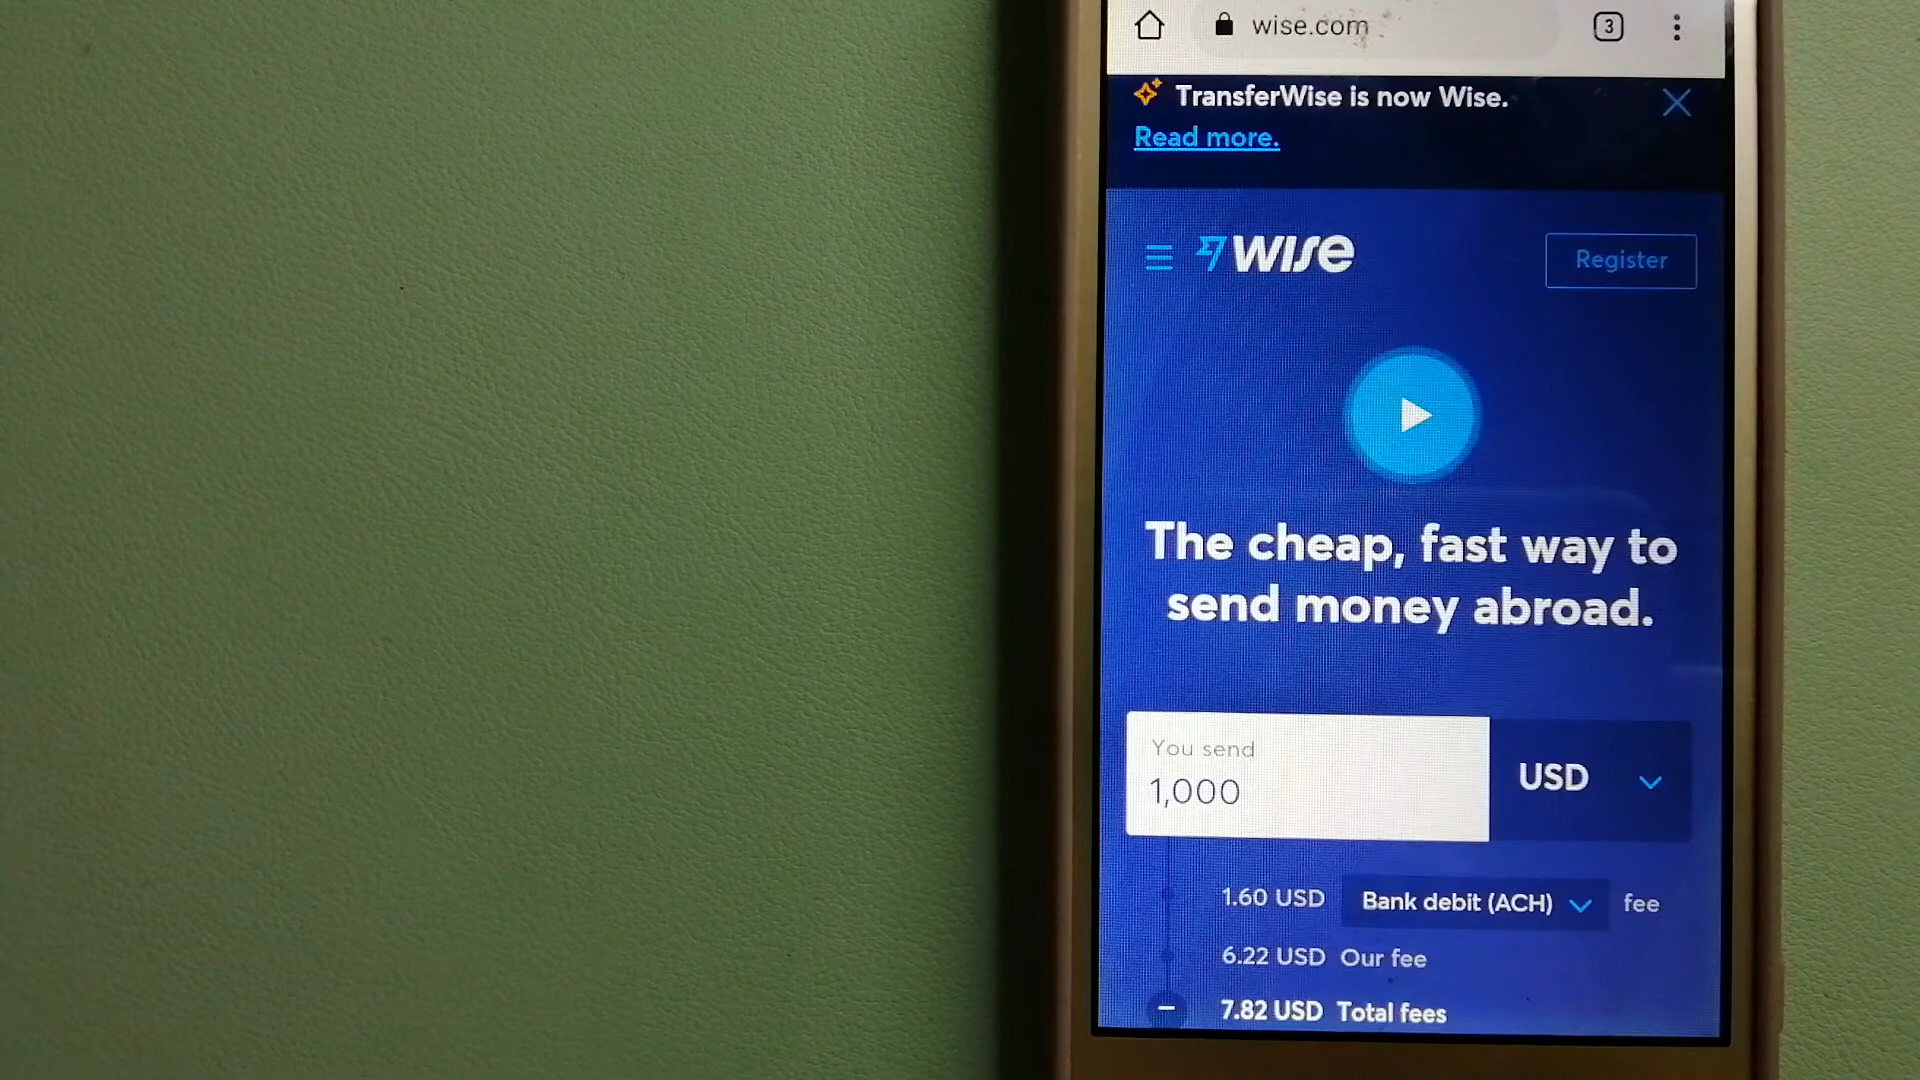 wise.com
3
TransferWise is now Wise.
Read more.
wise
Register
The cheap, fast way to
send money abroad.
You send
1,000
USD
1.60 USD Bank debit (ACH) fee
6.22 USD Our fee
7.82 USD Total fees